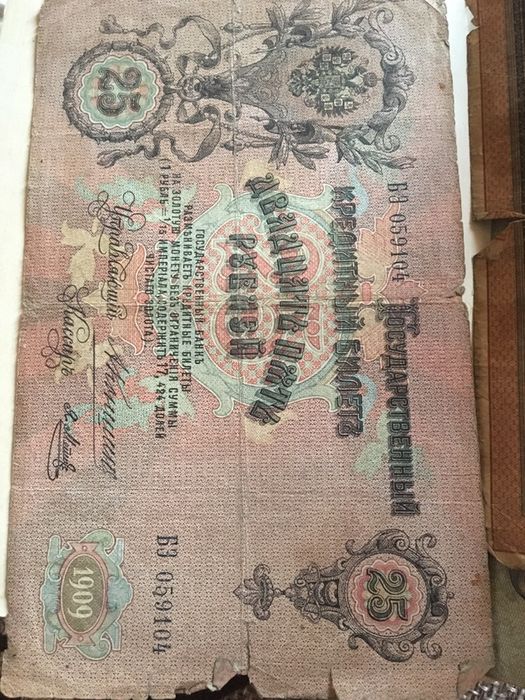 Государственный
КРЕДИТНЫЙ БИЛЕТЪ
БЭ 059104
ДВАДЦАТЬ ПЯТЬ
РУБЛЕЙ
25
25
ГОСУДАРСТВЕННЫЙ БАНКЪ
РАЗМѢНИВАЕТЪ КРЕДИТНЫЕ БИЛЕТЫ
НА ЗОЛОТУЮ МОНЕТУ БЕЗЪ ОГРАНИЧЕНІЯ СУММЫ
(1 РУБЛЬ = 1/15 ИМПЕРІАЛА, СОДЕРЖИТЪ 17,424 ДОЛЕЙ
ЧИСТАГО ЗОЛОТА)
Управляющій
Кассиръ
БЭ 059104
1909